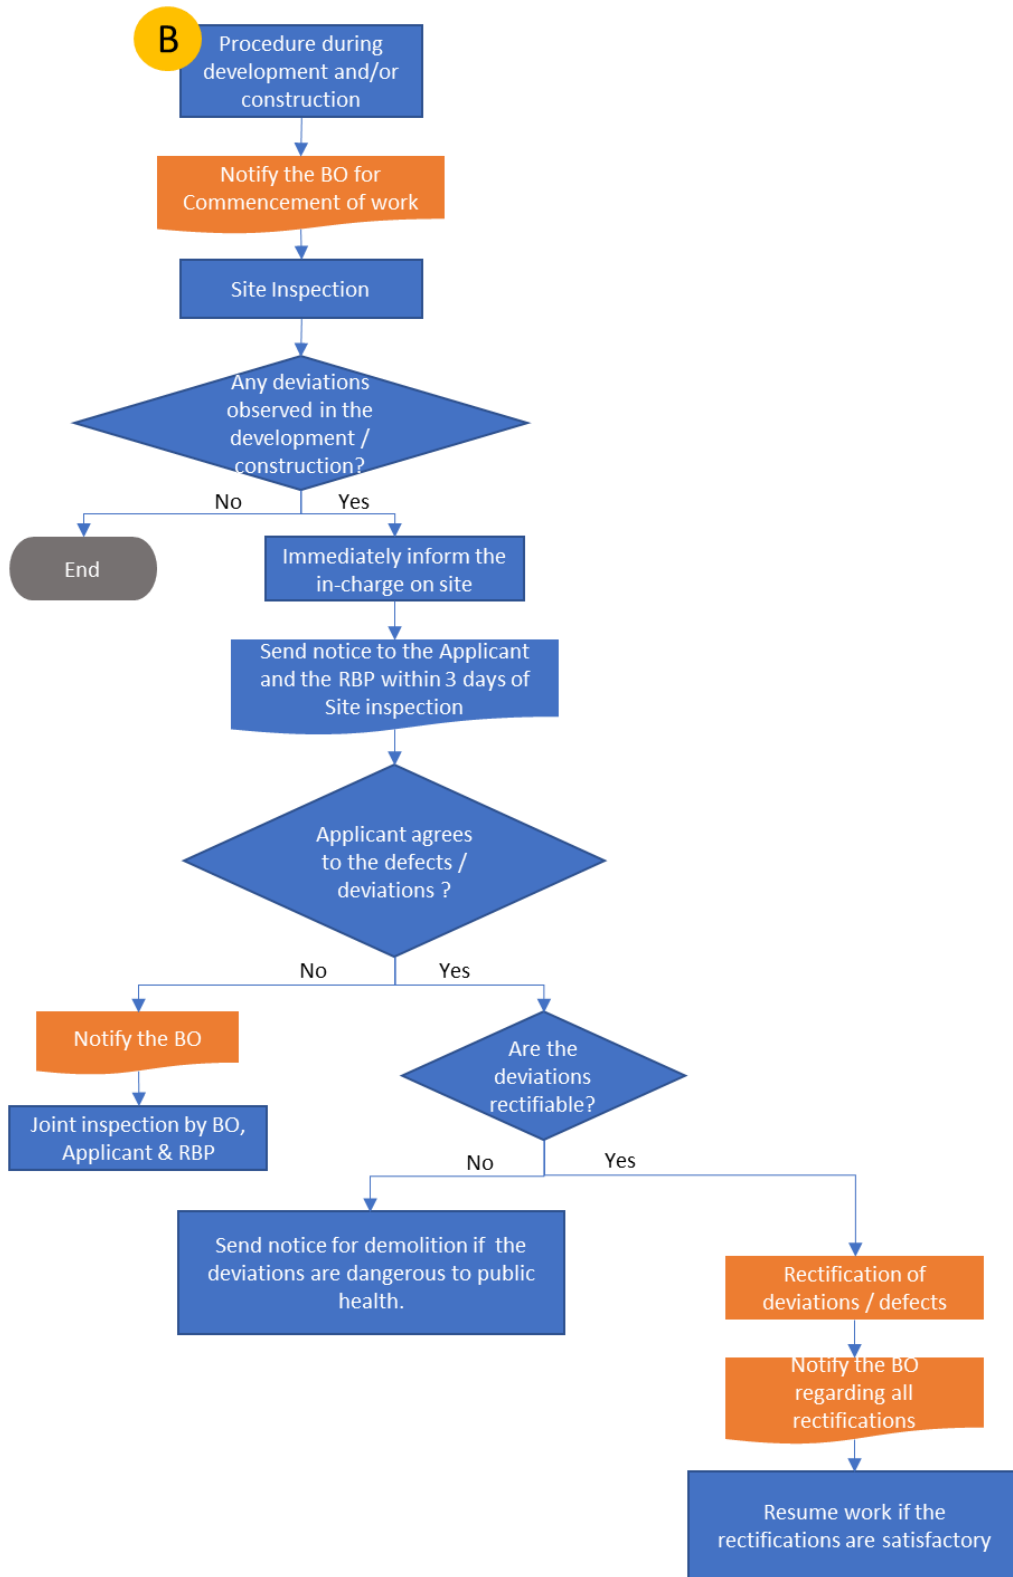 B
Procedure during
development and/or
construction
Notify the BO for
Commencement of work
Site Inspection
Any deviations
observed in the
development /
construction?
No
Yes
End
Immediately inform the
in-charge on site
Send notice to the Applicant
and the RBP within 3 days of
Site inspection
Applicant agrees
to the defects /
deviations ?
No
Yes
Notify the BO
Joint inspection by BO,
Applicant & RBP
Are the
deviations
rectifiable?
No
Yes
Send notice for demolition if the
deviations are dangerous to public
health.
Rectification of
deviations / defects
Notify the BO
regarding all
rectifications
Resume work if the
rectifications are satisfactory